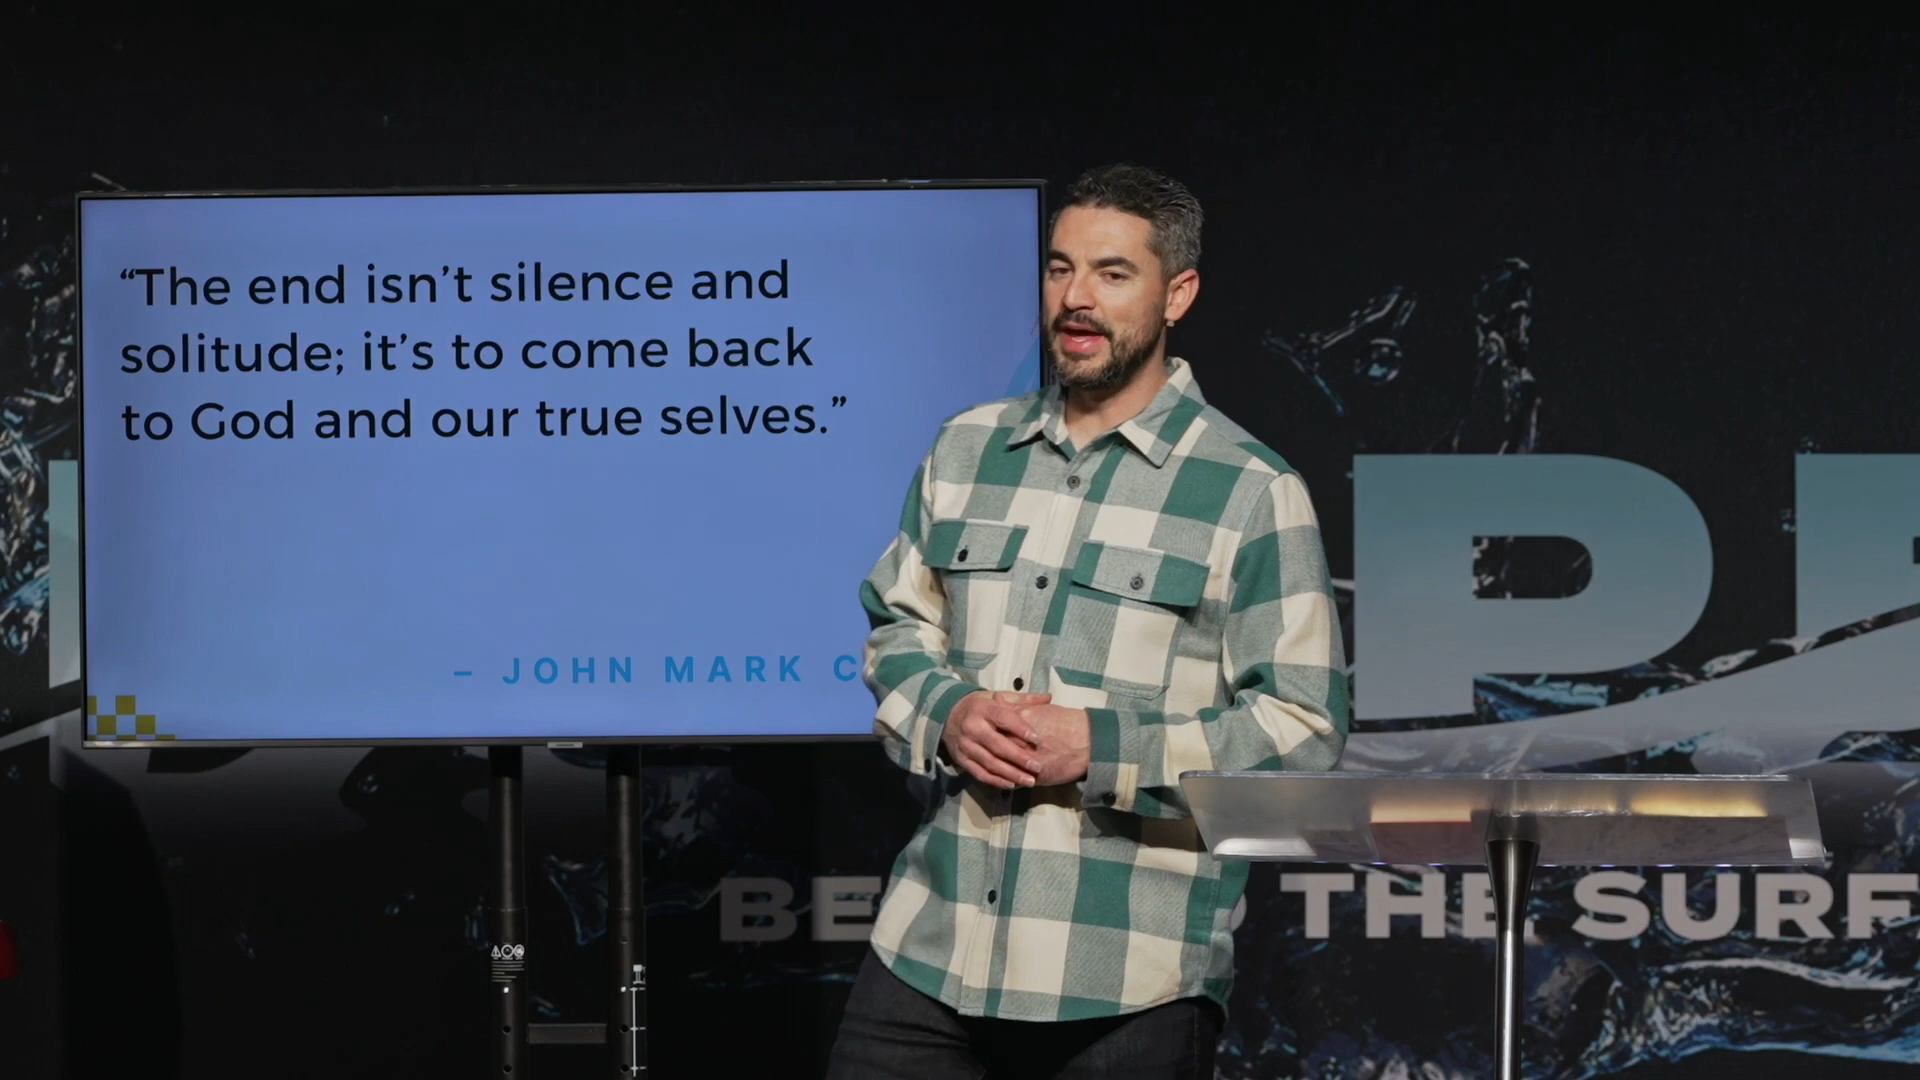 “The end isn’t silence and
solitude; it’s to come back
to God and our true selves.”
– JOHN MARK C
P
THE SURF